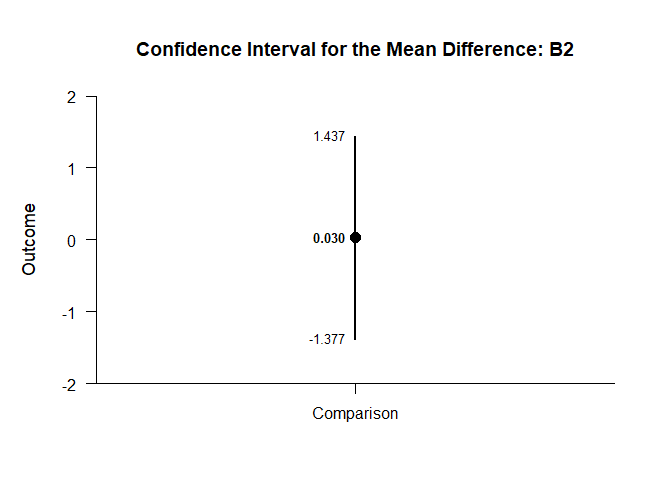 Confidence Interval for the Mean Difference: B2
2
1.437
1
Outcome
0
0.030
-1
-1.377
-2
Comparison